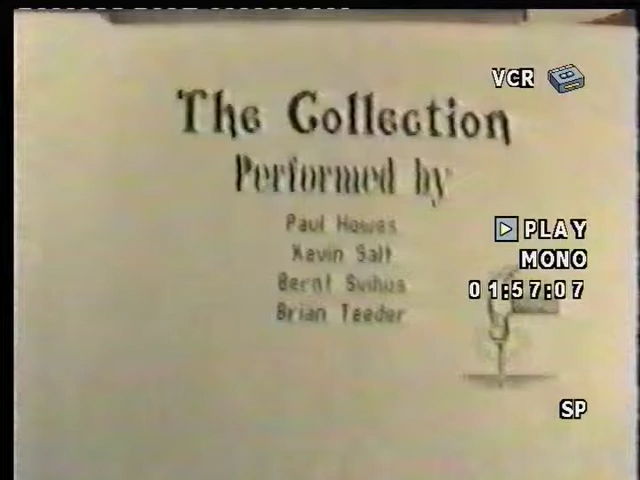 The Collection
Performed by
Paul Howes
Kevin Salt
Bernt Svihus
Brian Teeder
VCR
PLAY
MONO
01:57:07
SP